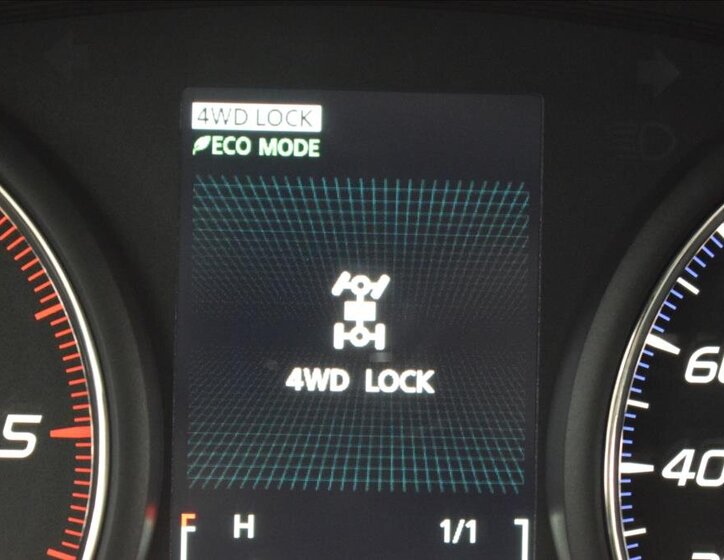 4WD LOCK
ECO MODE
4WD LOCK
5
60
40
F H 1/1